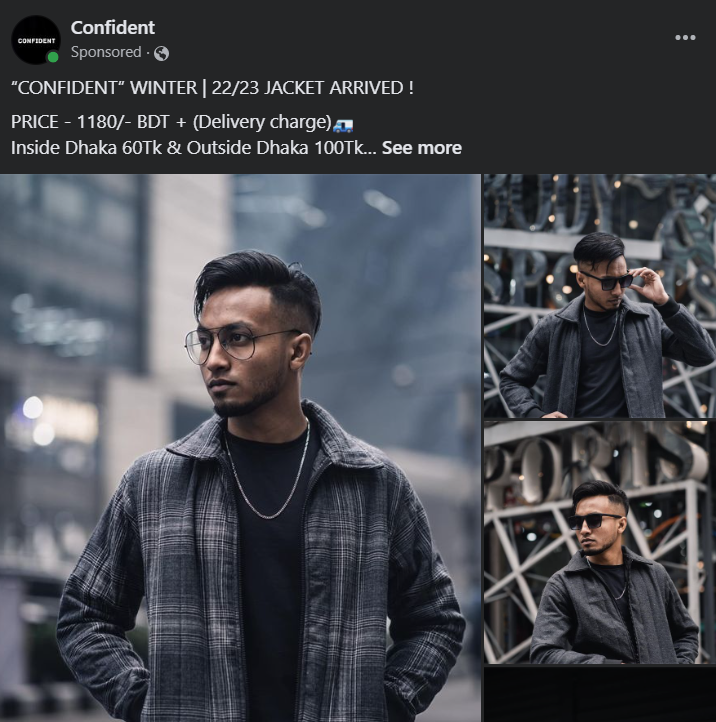 CONFIDENT
Confident
Sponsored ·
“CONFIDENT” WINTER | 22/23 JACKET ARRIVED !
PRICE - 1180/- BDT + (Delivery charge)🚚
Inside Dhaka 60Tk & Outside Dhaka 100Tk... See more
PORTS